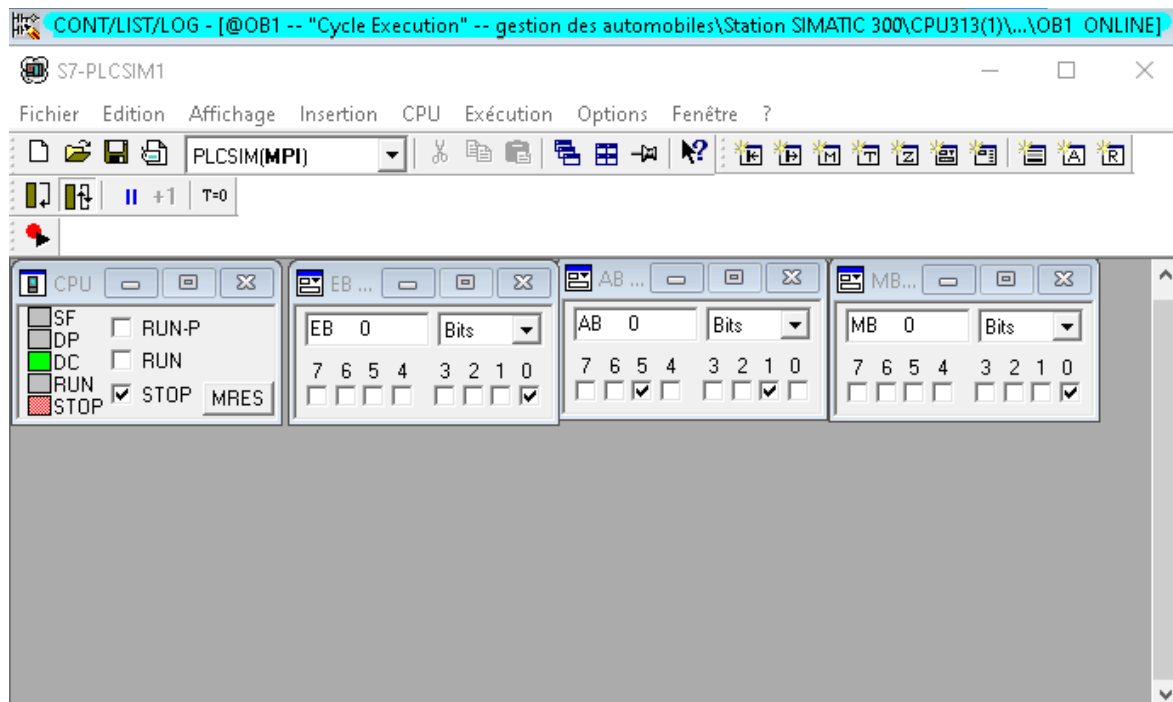 CONT/LIST/LOG - [@OB1 -- "Cycle Execution" -- gestion des automobiles\Station SIMATIC 300\CPU313(1)\...\OB1 ONLINE]
S7-PLCSIM1
Fichier Edition Affichage Insertion CPU Exécution Options Fenêtre ?
PLCSIM(MPI)
+1 T=0
CPU
SF
DP
DC
RUN
STOP
RUN-P
RUN
STOP MRES
EB ...
EB 0 Bits
7 6 5 4 3 2 1 0
AB ...
AB 0 Bits
7 6 5 4 3 2 1 0
MB...
MB 0 Bits
7 6 5 4 3 2 1 0